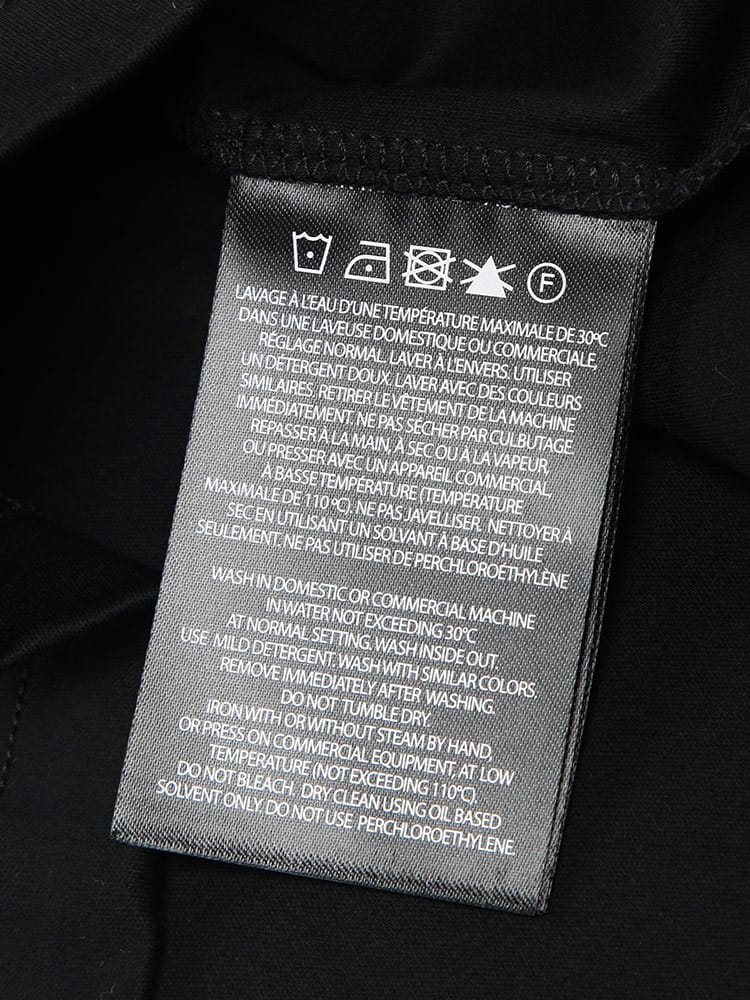 F
LAVAGE À L'EAU D'UNE TEMPÉRATURE MAXIMALE DE 30ºC
DANS UNE LAVEUSE DOMESTIQUE OU COMMERCIALE,
RÉGLAGE NORMAL. LAVER À L'ENVERS. UTILISER
UN DÉTERGENT DOUX. LAVER AVEC DES COULEURS
SIMILAIRES. RETIRER LE VÊTEMENT DE LA MACHINE
IMMÉDIATEMENT. NE PAS SÉCHER PAR CULBUTAGE.
REPASSER À LA MAIN, À SEC OU À LA VAPEUR,
OU PRESSER AVEC UN APPAREIL COMMERCIAL,
À BASSE TEMPÉRATURE (TEMPÉRATURE
MAXIMALE DE 110 ºC). NE PAS JAVELLISER, NETTOYER À
SEC EN UTILISANT UN SOLVANT À BASE D'HUILE
SEULEMENT. NE PAS UTILISER DE PERCHLOROETHYLÈNE
WASH IN DOMESTIC OR COMMERCIAL MACHINE
IN WATER NOT EXCEEDING 30ºC
AT NORMAL SETTING. WASH INSIDE OUT.
USE MILD DETERGENT. WASH WITH SIMILAR COLORS.
REMOVE IMMEDIATELY AFTER WASHING.
DO NOT TUMBLE DRY.
IRON WITH OR WITHOUT STEAM BY HAND,
OR PRESS ON COMMERCIAL EQUIPMENT, AT LOW
TEMPERATURE (NOT EXCEEDING 110ºC).
DO NOT BLEACH. DRY CLEAN USING OIL BASED
SOLVENT ONLY. DO NOT USE PERCHLOROETHYLENE.